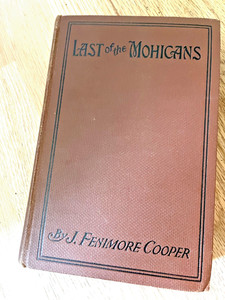 LAST of the MOHICANS
By J. FENIMORE COOPER